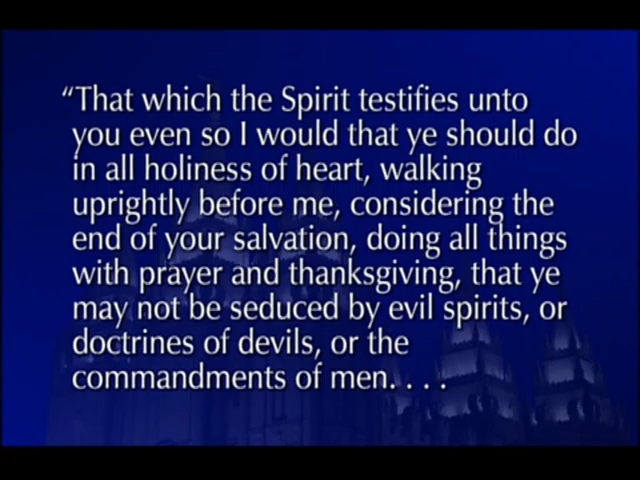 “That which the Spirit testifies unto
you even so I would that ye should do
in all holiness of heart, walking
uprightly before me, considering the
end of your salvation, doing all things
with prayer and thanksgiving, that ye
may not be seduced by evil spirits, or
doctrines of devils, or the
commandments of men. . . .